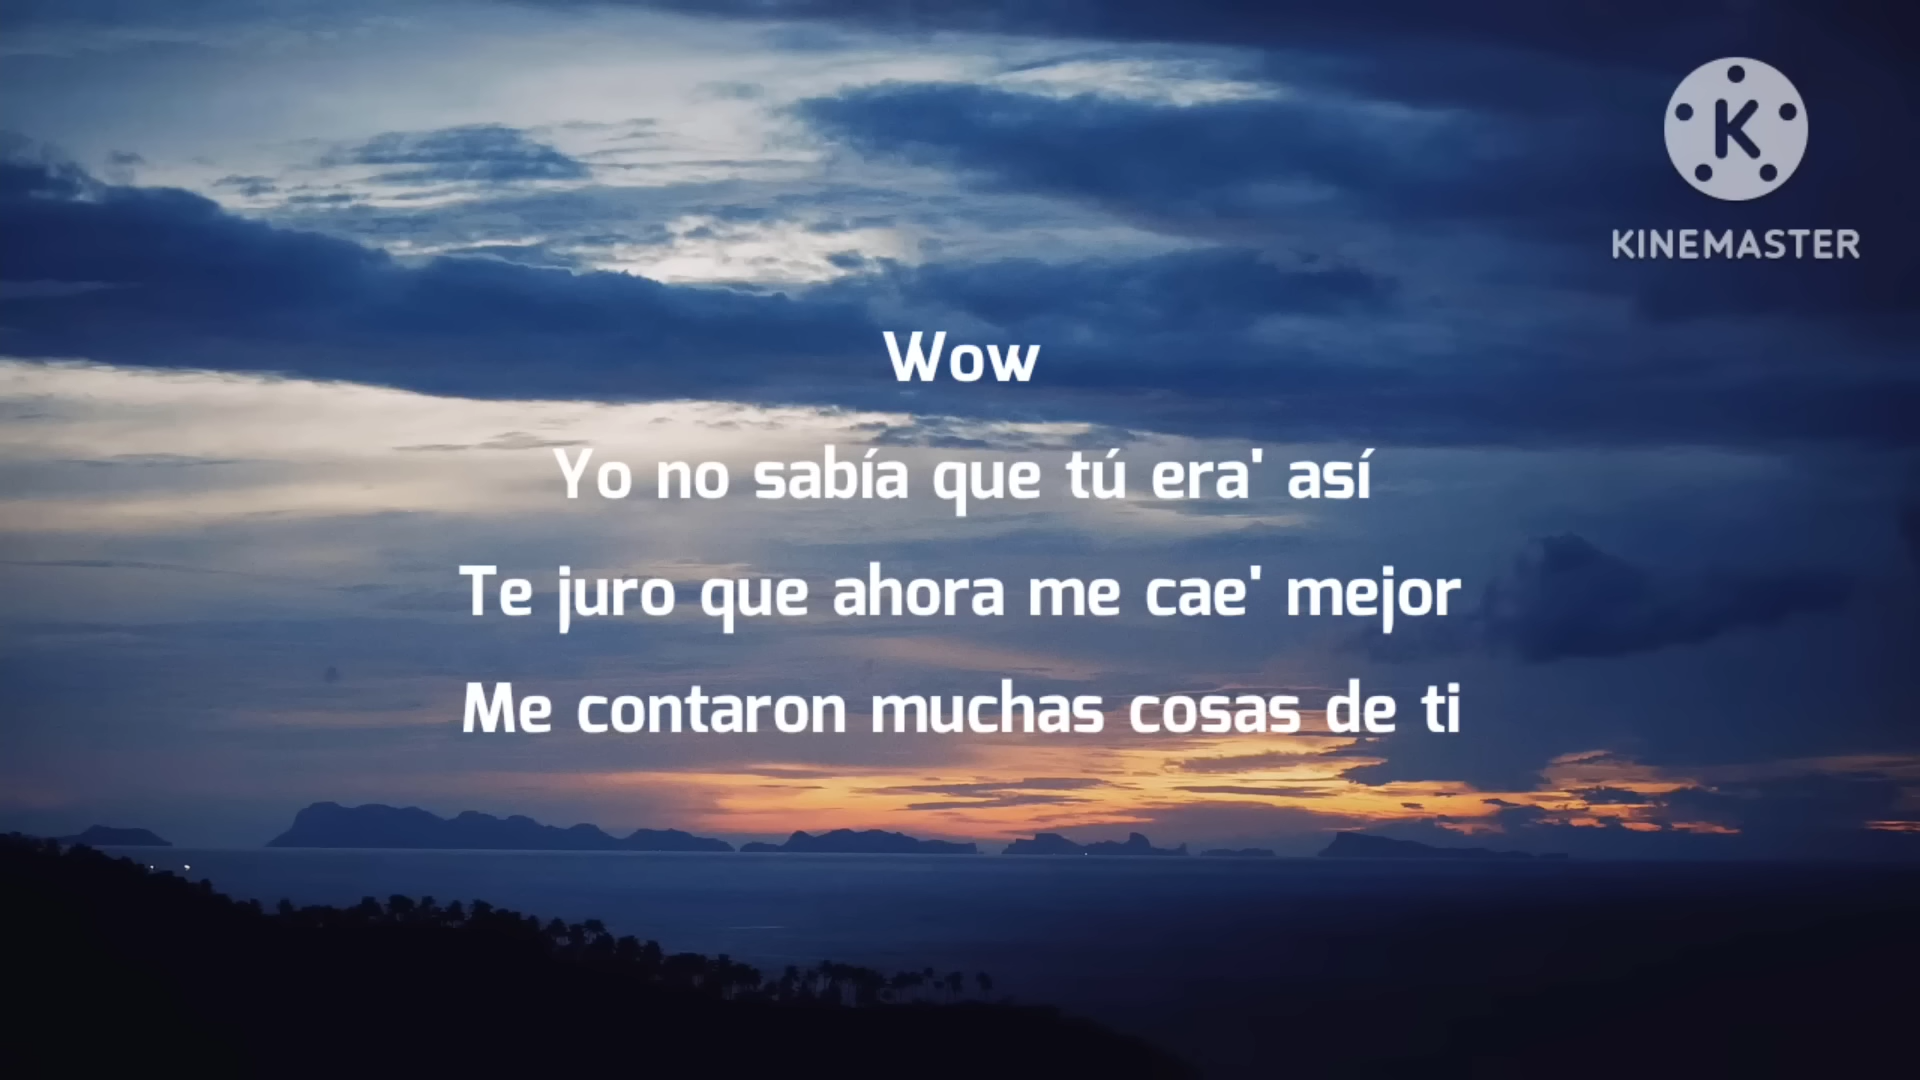 K
KINEMASTER
Wow
Yo no sabía que tú era' así
Te juro que ahora me cae' mejor
Me contaron muchas cosas de ti